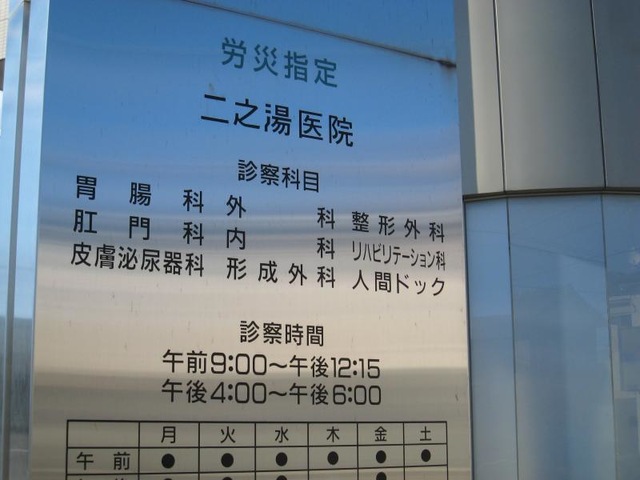 労災指定
二之湯医院
診察科目
胃腸科 外科 整形外科
肛門科 内科 リハビリテーション科
皮膚泌尿器科 形成外科 人間ドック
診察時間
午前9:00～午後12:15
午後4:00～午後6:00
月 火 水 木 金 土
午前 ● ● ● ● ● ●